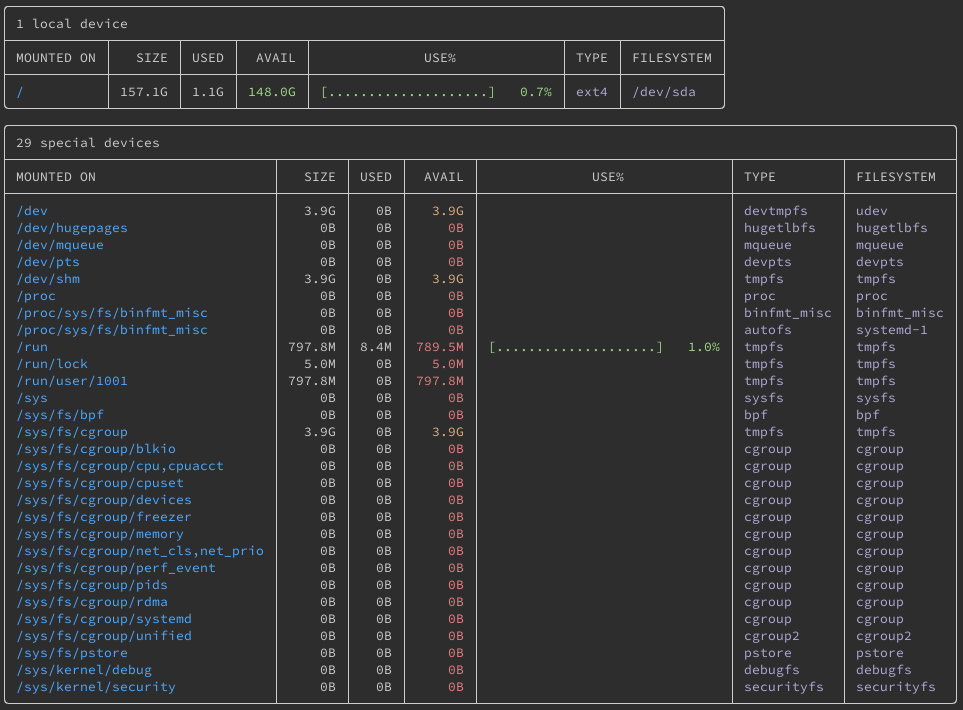 1 local device
MOUNTED ON SIZE USED AVAIL USE% TYPE FILESYSTEM
/ 157.1G 1.1G 148.0G [....................] 0.7% ext4 /dev/sda
29 special devices
MOUNTED ON SIZE USED AVAIL USE% TYPE FILESYSTEM
/dev 3.9G 0B 3.9G devtmpfs udev
/dev/hugepages 0B 0B 0B hugetlbfs hugetlbfs
/dev/mqueue 0B 0B 0B mqueue mqueue
/dev/pts 0B 0B 0B devpts devpts
/dev/shm 3.9G 0B 3.9G tmpfs tmpfs
/proc 0B 0B 0B proc proc
/proc/sys/fs/binfmt_misc 0B 0B 0B binfmt_misc binfmt_misc
/proc/sys/fs/binfmt_misc 0B 0B 0B autofs systemd-1
/run 797.8M 8.4M 789.5M [....................] 1.0% tmpfs tmpfs
/run/lock 5.0M 0B 5.0M tmpfs tmpfs
/run/user/1001 797.8M 0B 797.8M tmpfs tmpfs
/sys 0B 0B 0B sysfs sysfs
/sys/fs/bpf 0B 0B 0B bpf bpf
/sys/fs/cgroup 3.9G 0B 3.9G tmpfs tmpfs
/sys/fs/cgroup/blkio 0B 0B 0B cgroup cgroup
/sys/fs/cgroup/cpu,cpuacct 0B 0B 0B cgroup cgroup
/sys/fs/cgroup/cpuset 0B 0B 0B cgroup cgroup
/sys/fs/cgroup/devices 0B 0B 0B cgroup cgroup
/sys/fs/cgroup/freezer 0B 0B 0B cgroup cgroup
/sys/fs/cgroup/memory 0B 0B 0B cgroup cgroup
/sys/fs/cgroup/net_cls,net_prio 0B 0B 0B cgroup cgroup
/sys/fs/cgroup/perf_event 0B 0B 0B cgroup cgroup
/sys/fs/cgroup/pids 0B 0B 0B cgroup cgroup
/sys/fs/cgroup/rdma 0B 0B 0B cgroup cgroup
/sys/fs/cgroup/systemd 0B 0B 0B cgroup cgroup
/sys/fs/cgroup/unified 0B 0B 0B cgroup2 cgroup2
/sys/fs/pstore 0B 0B 0B pstore pstore
/sys/kernel/debug 0B 0B 0B debugfs debugfs
/sys/kernel/security 0B 0B 0B securityfs securityfs